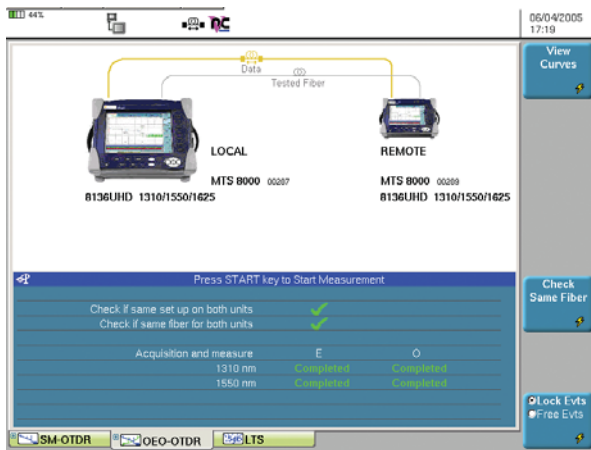 44%
06/04/2005
17:19
View
Curves
Data
Tested Fiber
LOCAL
REMOTE
MTS 8000 00287
MTS 8000 00289
8136UHD 1310/1550/1625
8136UHD 1310/1550/1625
Press START key to Start Measurement
Check
Same Fiber
Check if same set up on both units
Check if same fiber for both units
Acquisition and measure E O
1310 nm Completed Completed
1550 nm Completed Completed
Lock Evts
Free Evts
SM-OTDR
OEO-OTDR
LTS